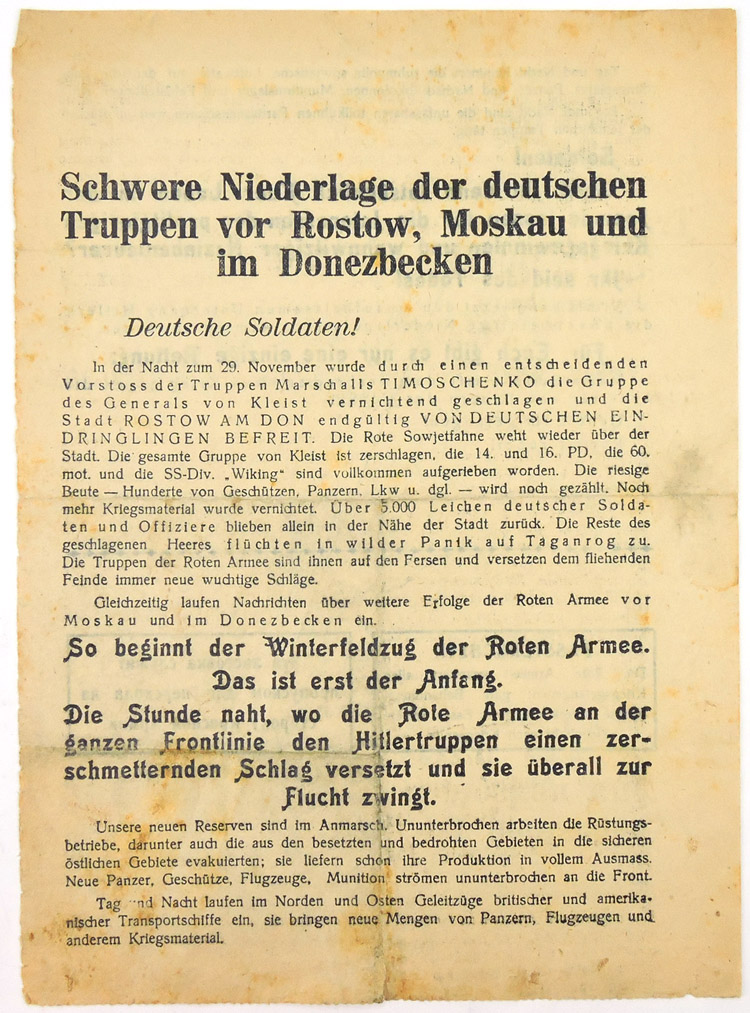 Schwere Niederlage der deutschen
Truppen vor Rostow, Moskau und
im Donezbecken
Deutsche Soldaten!
In der Nacht zum 29. November wurde durch einen entscheidenden
Vorstoss der Truppen Marschalls TIMOSCHENKO die Gruppe
des Generals von Kleist vernichtend geschlagen und die
Stadt ROSTOW AM DON endgültig VON DEUTSCHEN EIN-
DRINGLINGEN BEFREIT. Die Rote Sowjetfahne weht wieder über der
Stadt. Die gesamte Gruppe von Kleist ist zerschlagen, die 14. und 16. PD, die 60.
mot. und die SS-Div. „Wiking“ sind vollkommen aufgerieben worden. Die riesige
Beute — Hunderte von Geschützen, Panzern, Lkw u. dgl. — wird noch gezählt. Noch
mehr Kriegsmaterial wurde vernichtet. Über 5.000 Leichen deutscher Solda-
ten und Offiziere blieben allein in der Nähe der Stadt zurück. Die Reste des
geschlagenen Heeres flüchten in wilder Panik auf Taganrog zu.
Die Truppen der Roten Armee sind ihnen auf den Fersen und versetzen dem fliehenden
Feinde immer neue wuchtige Schläge.
Gleichzeitig laufen Nachrichten über weitere Erfolge der Roten Armee vor
Moskau und im Donezbecken ein.
So beginnt der Winterfeldzug der Roten Armee.
Das ist erst der Anfang.
Die Stunde naht, wo die Rote Armee an der
ganzen Frontlinie den Hitlertruppen einen zer-
schmetternden Schlag versetzt und sie überall zur
Flucht zwingt.
Unsere neuen Reserven sind im Anmarsch. Ununterbrochen arbeiten die Rüstungs-
betriebe, darunter auch die aus den besetzten und bedrohten Gebieten in die sicheren
östlichen Gebiete evakuierten; sie liefern schon ihre Produktion in vollem Ausmass.
Neue Panzer, Geschütze, Flugzeuge, Munition strömen ununterbrochen an die Front.
Tag und Nacht laufen im Norden und Osten Geleitzüge britischer und amerika-
nischer Transportschiffe ein, sie bringen neue Mengen von Panzern, Flugzeugen und
anderem Kriegsmaterial.